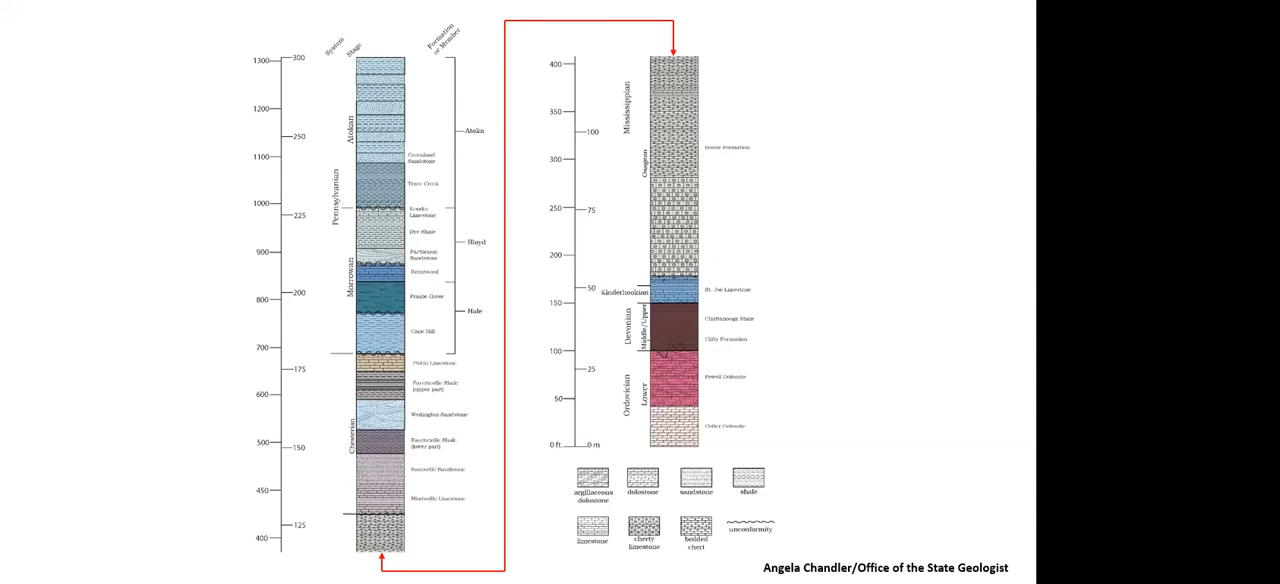 System
Stage
Formation
or Member
1300
300
1200
250
1100
1000
225
900
800
200
700
175
600
500
150
450
125
400
Pennsylvanian
Atokan
Morrowan
Chesterian
Greenland
Sandstone
Trace Creek
Kessler
Limestone
Dye Shale
Parthenon
Sandstone
Brentwood
Prairie Grove
Cane Hill
Pitkin Limestone
Fayetteville Shale
(upper part)
Wedington Sandstone
Fayetteville Shale
(lower part)
Batesville Sandstone
Hindsville Limestone
Atoka
Bloyd
Hale
400
350
100
300
250
75
200
50
150
100
25
50
0 ft.
0 m
Mississippian
Osagean
Kinderhookian
Devonian
Middle/Upper
Ordovician
Lower
Boone Formation
St. Joe Limestone
Chattanooga Shale
Clifty Formation
Powell Dolomite
Cotter Dolomite
argillaceous
dolostone
dolostone
sandstone
shale
limestone
cherty
limestone
bedded
chert
unconformity
Angela Chandler/Office of the State Geologist